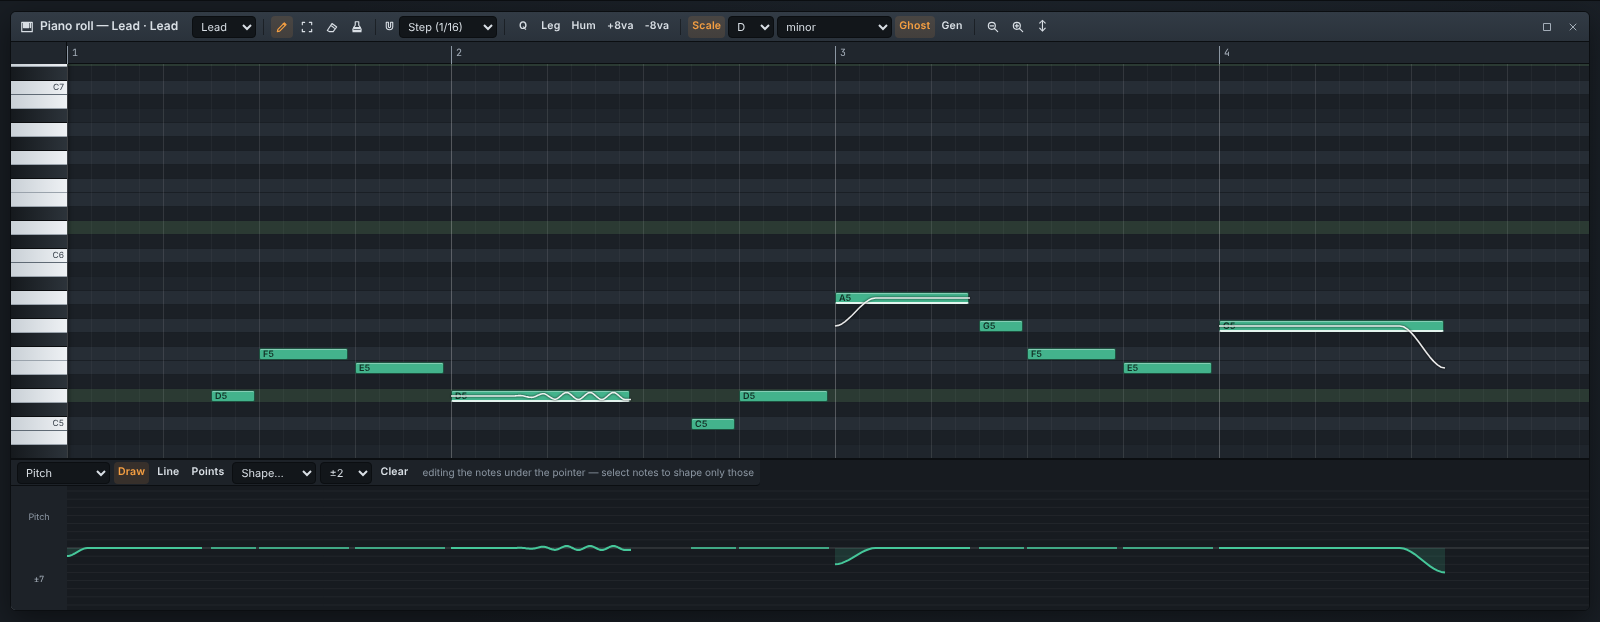 Piano roll — Lead · Lead Lead Step (1/16) Q Leg Hum +8va -8va Scale D minor Ghost Gen
1 2 3 4
C7
C6
A5
G5 G5
F5 F5
E5 E5
D5 D5 D5
C5 C5
Pitch Draw Line Points Shape... ±2 Clear editing the notes under the pointer — select notes to shape only those
Pitch
±7